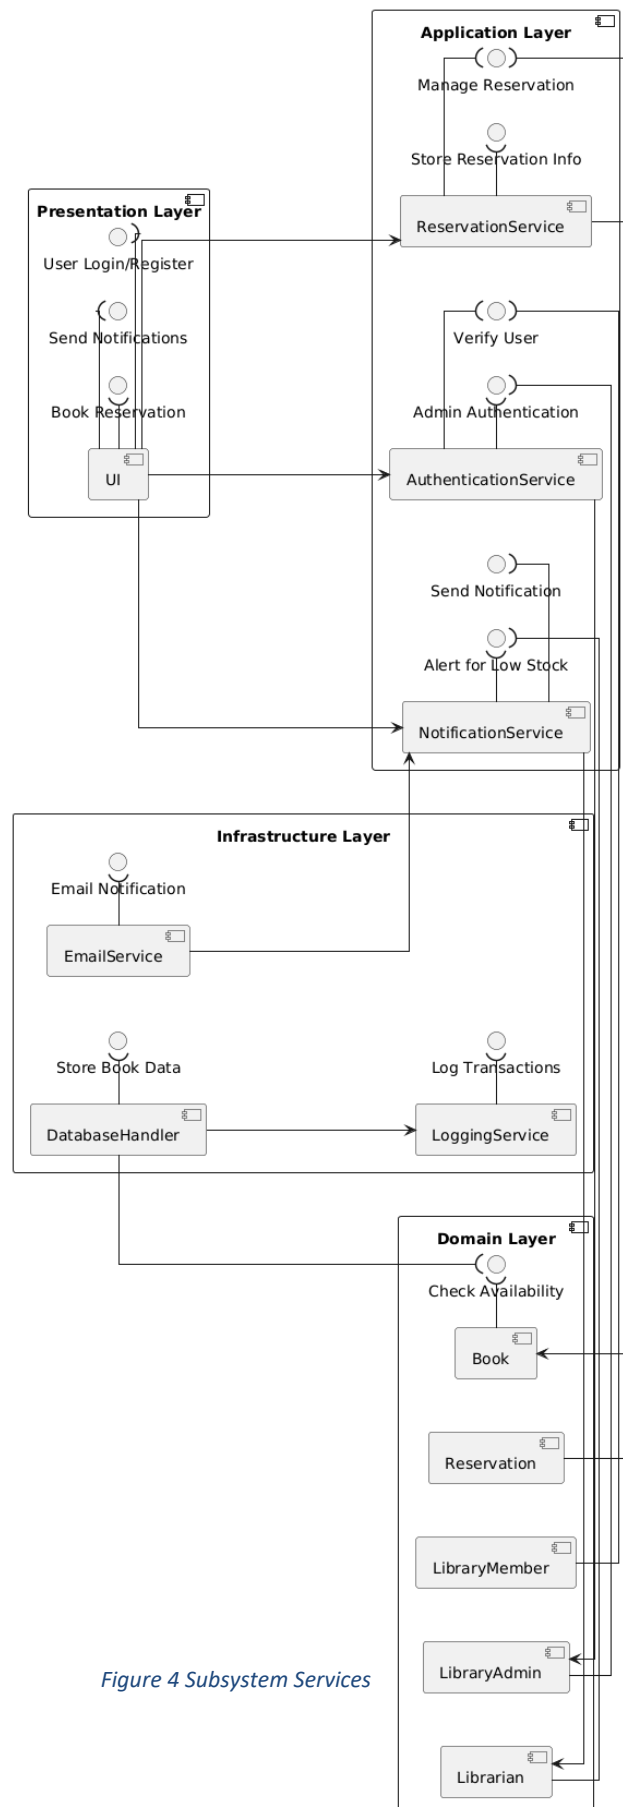 Application Layer
Manage Reservation
Store Reservation Info
ReservationService
Presentation Layer
User Login/Register
Send Notifications
Book Reservation
UI
Verify User
Admin Authentication
AuthenticationService
Send Notification
Alert for Low Stock
NotificationService
Infrastructure Layer
Email Notification
EmailService
Store Book Data
Log Transactions
DatabaseHandler
LoggingService
Domain Layer
Check Availability
Book
Reservation
LibraryMember
LibraryAdmin
Figure 4 Subsystem Services
Librarian